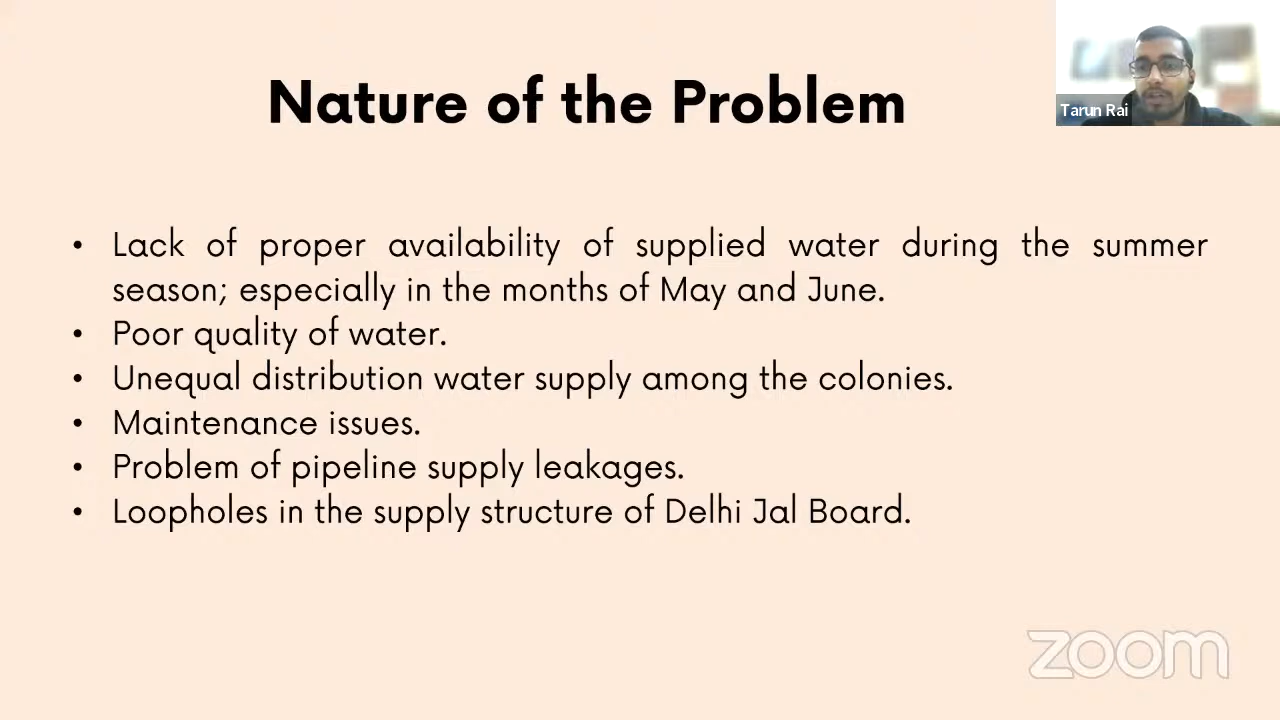 Nature of the Problem
Tarun Rai
• Lack of proper availability of supplied water during the summer
season; especially in the months of May and June.
• Poor quality of water.
• Unequal distribution water supply among the colonies.
• Maintenance issues.
• Problem of pipeline supply leakages.
• Loopholes in the supply structure of Delhi Jal Board.
zoom